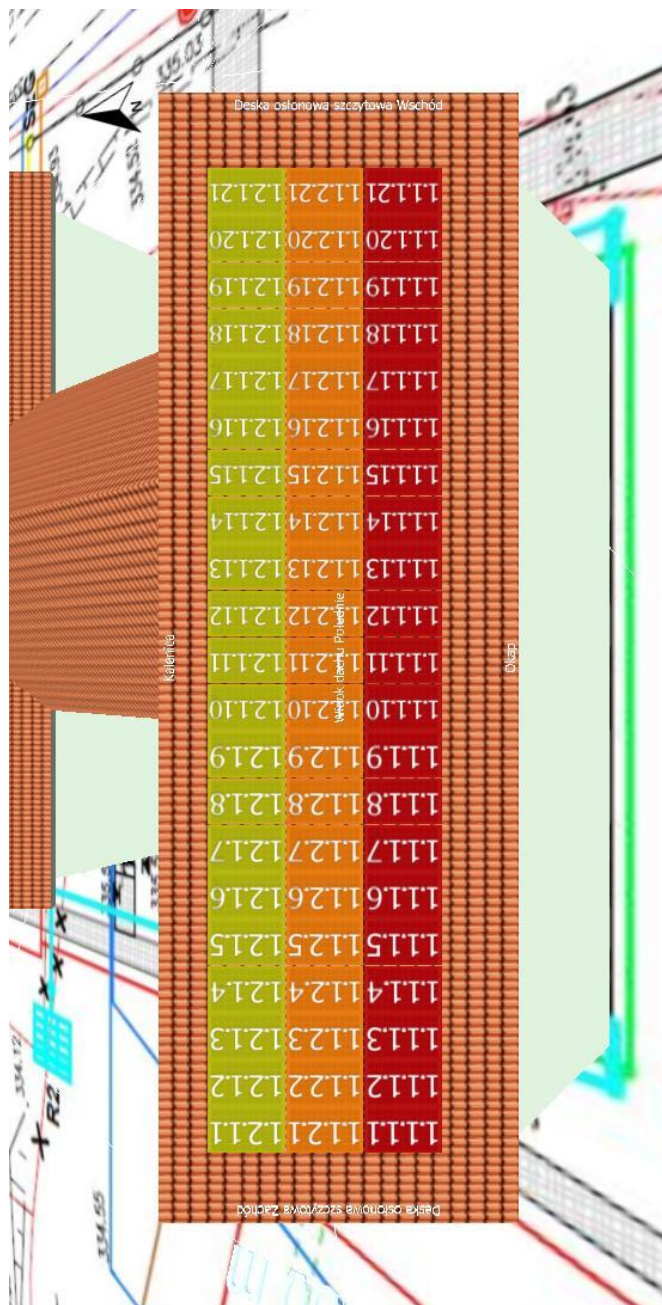 335.03
N
Deska osłonowa szczytowa Wschód
1.2.1.21 1.1.2.21 1.1.1.21
1.2.1.20 1.1.2.20 1.1.1.20
1.2.1.19 1.1.2.19 1.1.1.19
1.2.1.18 1.1.2.18 1.1.1.18
1.2.1.17 1.1.2.17 1.1.1.17
1.2.1.16 1.1.2.16 1.1.1.16
1.2.1.15 1.1.2.15 1.1.1.15
1.2.1.14 1.1.2.14 1.1.1.14
1.2.1.13 1.1.2.13 1.1.1.13
1.2.1.12 1.1.2.12 1.1.1.12
1.2.1.11 1.1.2.11 1.1.1.11
1.2.1.10 1.1.2.10 1.1.1.10
1.2.1.9 1.1.2.9 1.1.1.9
1.2.1.8 1.1.2.8 1.1.1.8
1.2.1.7 1.1.2.7 1.1.1.7
1.2.1.6 1.1.2.6 1.1.1.6
1.2.1.5 1.1.2.5 1.1.1.5
1.2.1.4 1.1.2.4 1.1.1.4
1.2.1.3 1.1.2.3 1.1.1.3
1.2.1.2 1.1.2.2 1.1.1.2
1.2.1.1 1.1.2.1 1.1.1.1
Kalenica
Widok dachu Południe
Okap
334.12
R2
334.55
Deska osłonowa szczytowa Zachód